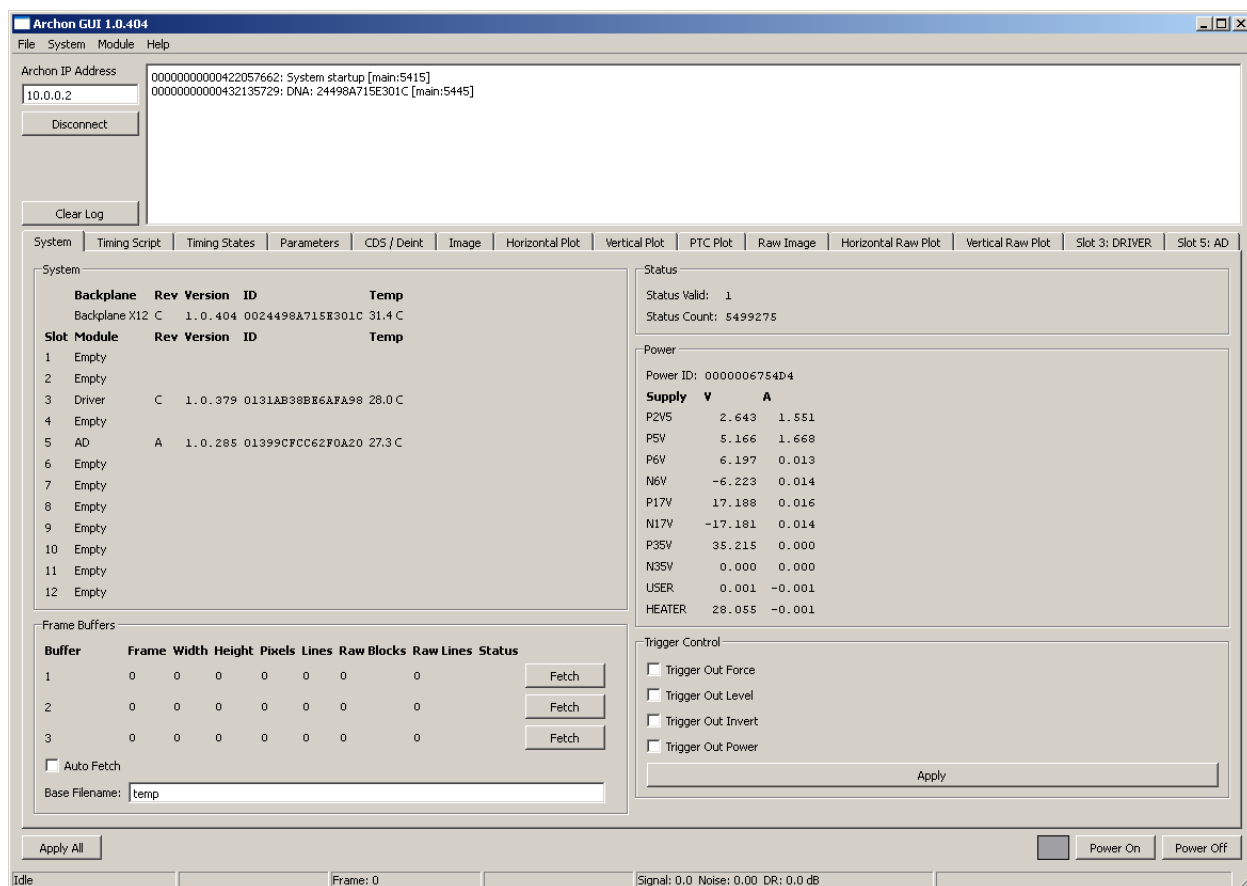 Archon GUI 1.0.404
File System Module Help
Archon IP Address
10.0.0.2
Disconnect
Clear Log
00000000000422057662: System startup [main:5415]
00000000000432135729: DNA: 24498A715E301C [main:5445]
System Timing Script Timing States Parameters CDS / Deint Image Horizontal Plot Vertical Plot PTC Plot Raw Image Horizontal Raw Plot Vertical Raw Plot Slot 3: DRIVER Slot 5: AD
System
Backplane Rev Version ID Temp
Backplane X12 C 1.0.404 0024498A715E301C 31.4 C
Slot Module Rev Version ID Temp
1 Empty
2 Empty
3 Driver C 1.0.379 0131AB38BE6AFA98 28.0 C
4 Empty
5 AD A 1.0.285 01399CFCC62F0A20 27.3 C
6 Empty
7 Empty
8 Empty
9 Empty
10 Empty
11 Empty
12 Empty
Frame Buffers
Buffer Frame Width Height Pixels Lines Raw Blocks Raw Lines Status
1 0 0 0 0 0 0 0 Fetch
2 0 0 0 0 0 0 0 Fetch
3 0 0 0 0 0 0 0 Fetch
Auto Fetch
Base Filename: temp
Status
Status Valid: 1
Status Count: 5499275
Power
Power ID: 0000006754D4
Supply V A
P2V5 2.643 1.551
P5V 5.166 1.668
P6V 6.197 0.013
N6V -6.223 0.014
P17V 17.188 0.016
N17V -17.181 0.014
P35V 35.215 0.000
N35V 0.000 0.000
USER 0.001 -0.001
HEATER 28.055 -0.001
Trigger Control
Trigger Out Force
Trigger Out Level
Trigger Out Invert
Trigger Out Power
Apply
Apply All
Power On Power Off
Idle Frame: 0 Signal: 0.0 Noise: 0.00 DR: 0.0 dB